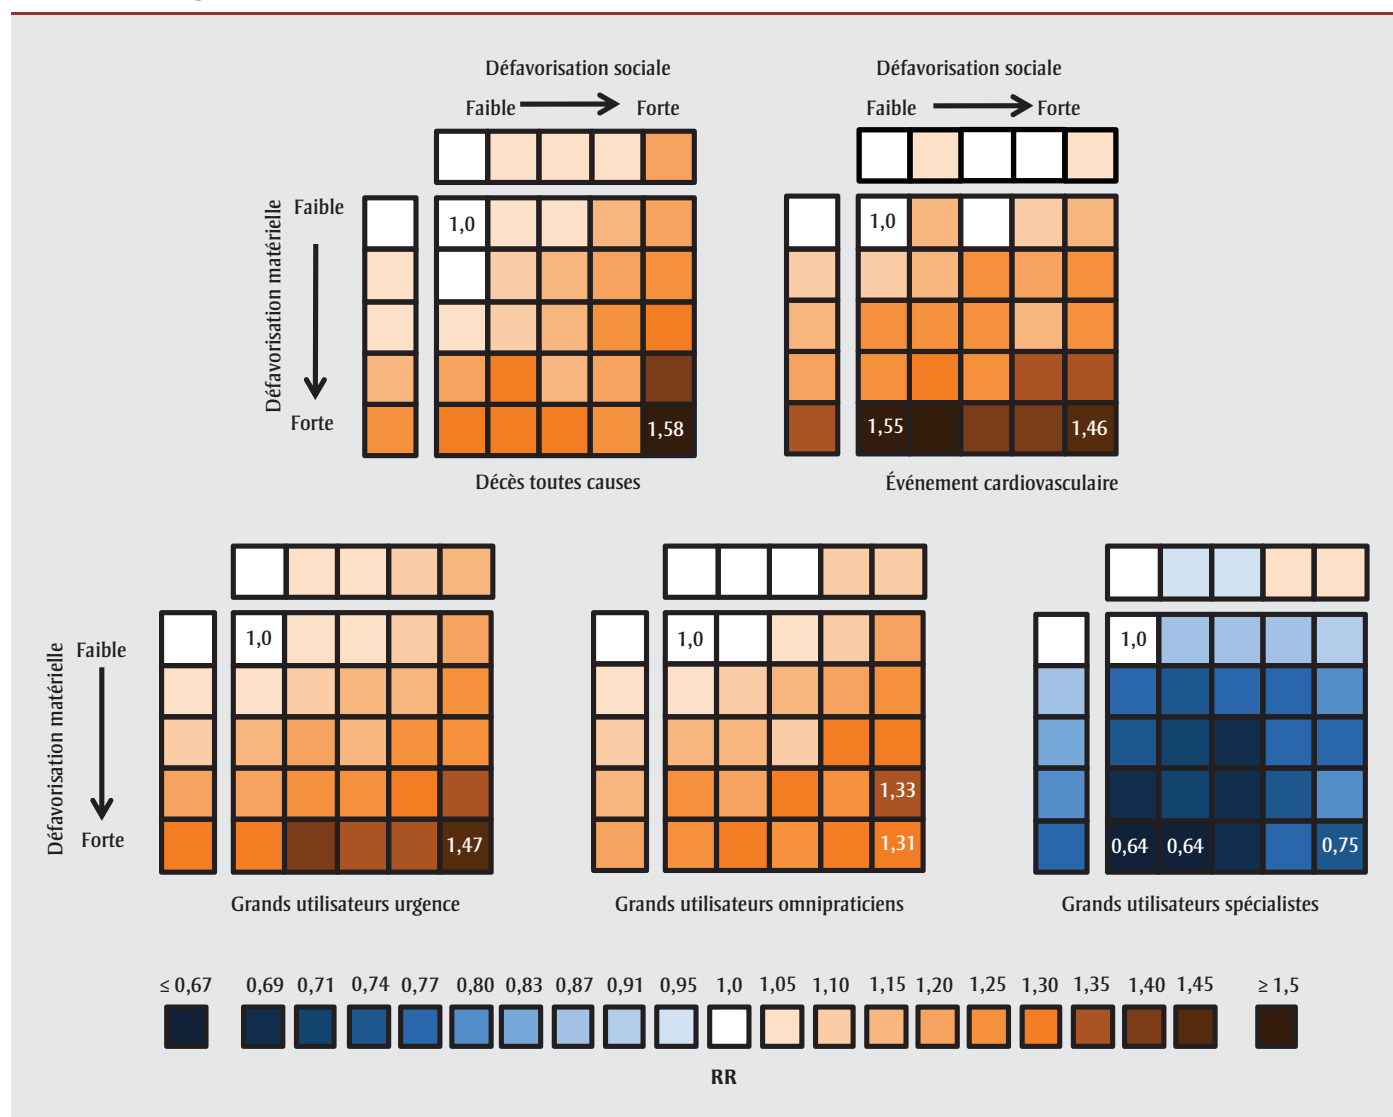 Défavorisation sociale
Faible Forte
Défavorisation sociale
Faible Forte
Défavorisation matérielle
Faible
Forte
1,0
1,58
1,0
1,55 1,46
Décès toutes causes
Événement cardiovasculaire
Défavorisation matérielle
Faible
Forte
1,0
1,47
1,0
1,33
1,31
1,0
0,64 0,64 0,75
Grands utilisateurs urgence
Grands utilisateurs omnipraticiens
Grands utilisateurs spécialistes
≤ 0,67 0,69 0,71 0,74 0,77 0,80 0,83 0,87 0,91 0,95 1,0 1,05 1,10 1,15 1,20 1,25 1,30 1,35 1,40 1,45 ≥ 1,5
RR